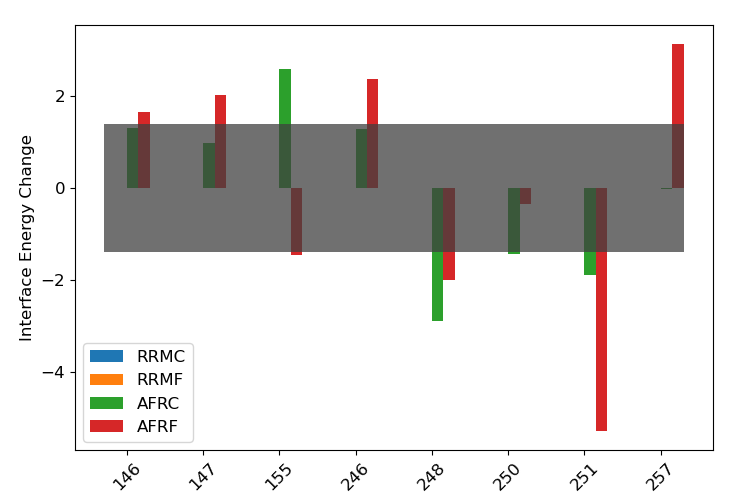 Interface Energy Change
2
0
−2
−4
RRMC
RRMF
AFRC
AFRF
146
147
155
246
248
250
251
257